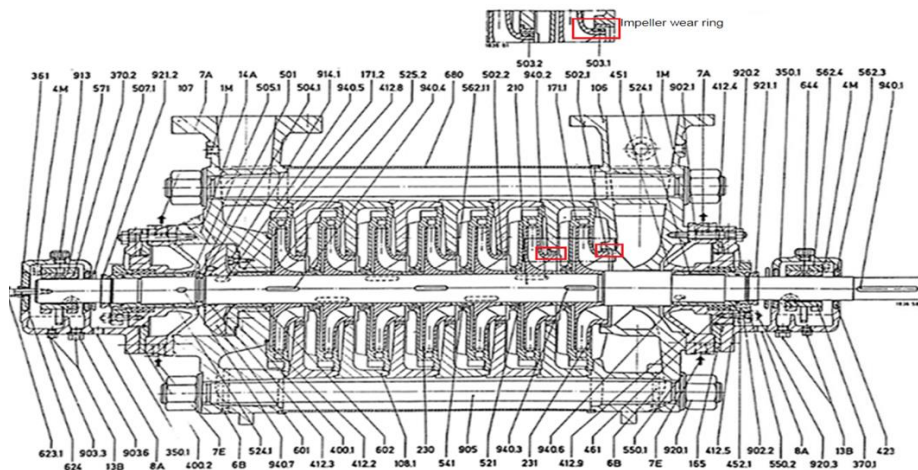 Impeller wear ring
503.2 503.1
361 913 370.2 921.2 7A 14A 501 914.1 171.2 525.2 680 502.2 940.2 502.1 451 1M 7A 920.2 350.1 562.4 562.3
4M 571 507.1 107 1M 505.1 504.1 940.5 412.8 940.4 562.11 210 171.1 106 524.1 902.1 412.4 921.1 644 4M 940.1
623.1 903.3 903.6 350.1 7E 524.1 601 400.1 602 230 905 940.3 940.6 461 550.1 920.1 412.5 902.2 8A 13B 423
624 13B 8A 400.2 6B 940.7 412.3 412.2 108.1 541 521 231 412.9 6B 7E 165 452.1 550.2 920.3 370.1